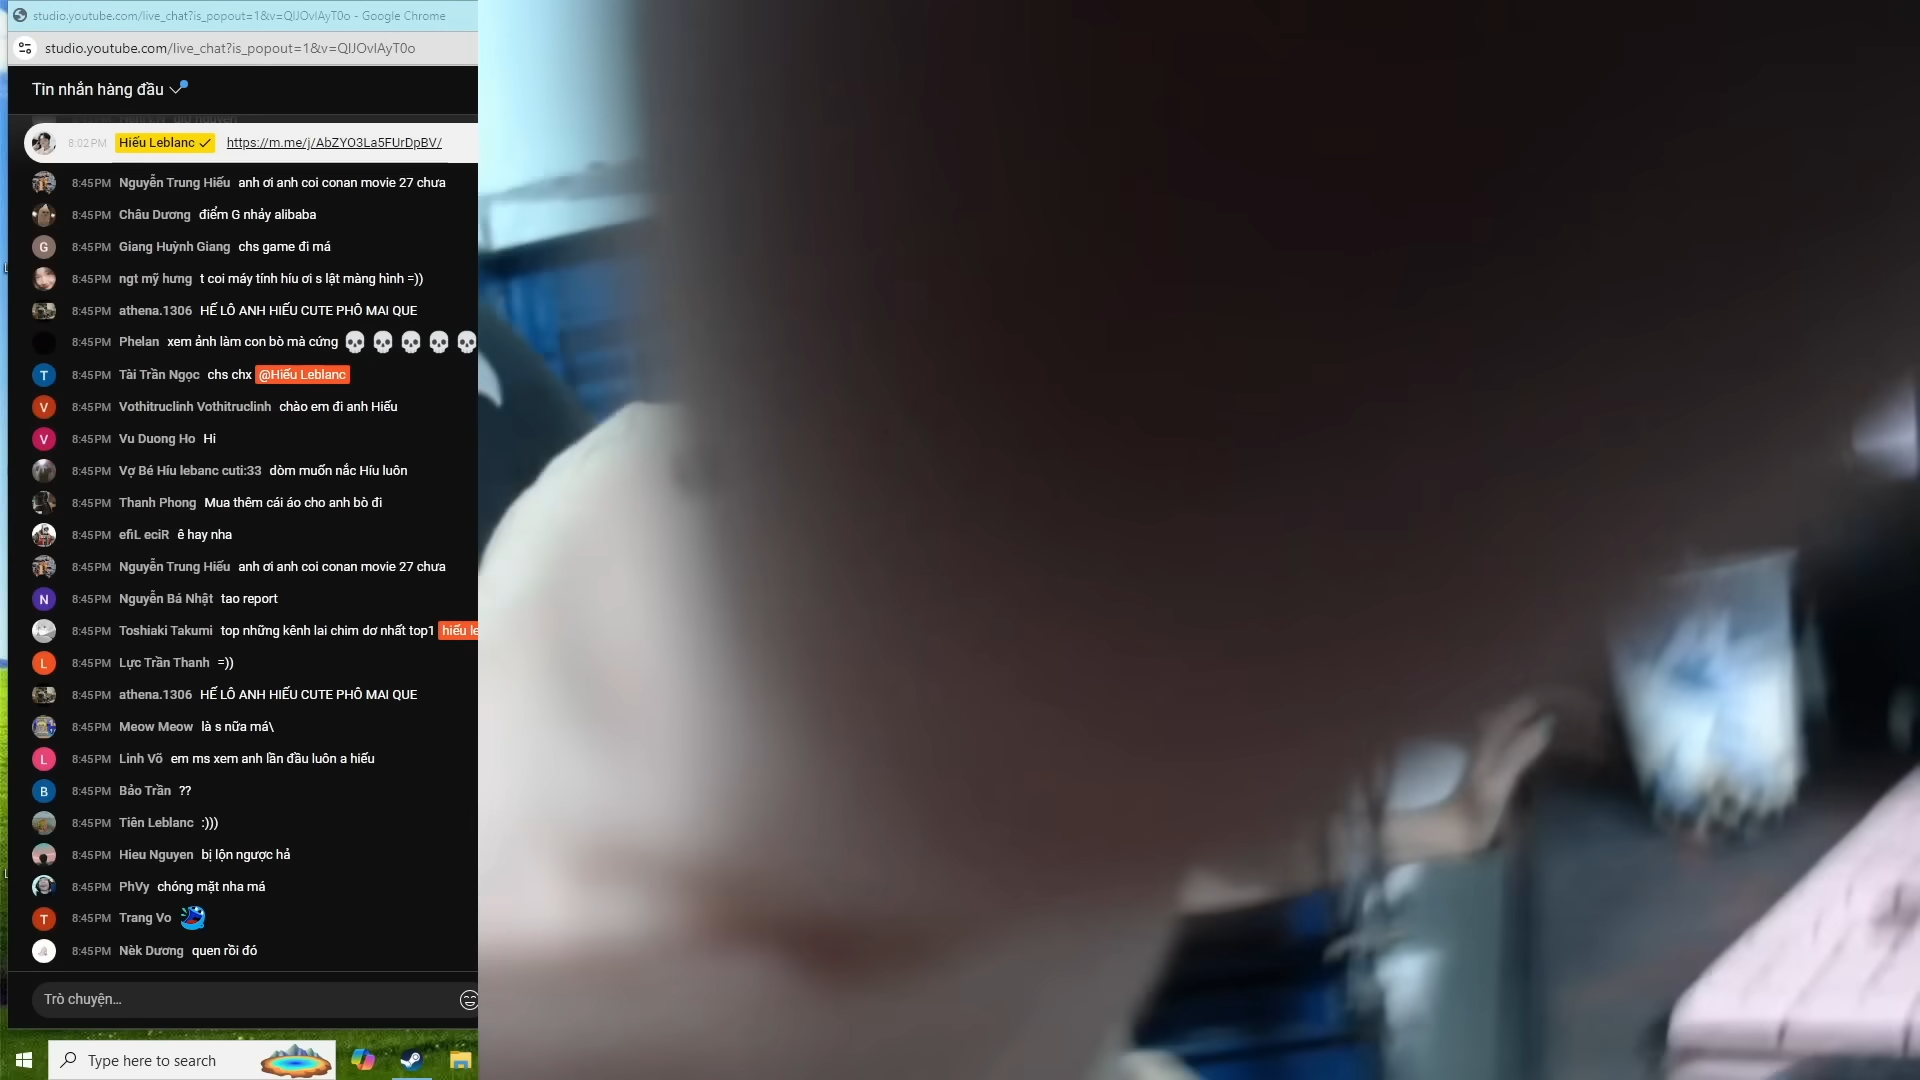 studio.youtube.com/live_chat?is_popout=1&v=QIJOvIAyT0o - Google Chrome
studio.youtube.com/live_chat?is_popout=1&v=QIJOvIAyT0o
Tin nhắn hàng đầu
8:02 PM Hiếu Leblanc https://m.me/j/AbZYO3La5FUrDpBV/
8:45 PM Nguyễn Trung Hiếu anh ơi anh coi conan movie 27 chưa
8:45 PM Châu Dương điểm G nhảy alibaba
G 8:45 PM Giang Huỳnh Giang chs game đi má
8:45 PM ngt mỹ hưng t coi máy tính híu ơi s lật màng hình =))
8:45 PM athena.1306 HẾ LÔ ANH HIẾU CUTE PHÔ MAI QUE
8:45 PM Phelan xem ảnh làm con bò mà cứng 💀 💀 💀 💀 💀
T 8:45 PM Tài Trần Ngọc chs chx @Hiếu Leblanc
V 8:45 PM Vothitruclinh Vothitruclinh chào em đi anh Hiếu
V 8:45 PM Vu Duong Ho Hi
8:45 PM Vợ Bé Híu lebanc cuti:33 dòm muốn nắc Híu luôn
8:45 PM Thanh Phong Mua thêm cái áo cho anh bò đi
8:45 PM efiL eciR ê hay nha
8:45 PM Nguyễn Trung Hiếu anh ơi anh coi conan movie 27 chưa
N 8:45 PM Nguyễn Bá Nhật tao report
8:45 PM Toshiaki Takumi top những kênh lai chim dơ nhất top1 hiếu le
L 8:45 PM Lực Trần Thanh =))
8:45 PM athena.1306 HẾ LÔ ANH HIẾU CUTE PHÔ MAI QUE
8:45 PM Meow Meow là s nữa má\
L 8:45 PM Linh Võ em ms xem anh lần đầu luôn a hiếu
B 8:45 PM Bảo Trần ??
8:45 PM Tiên Leblanc :)))
8:45 PM Hieu Nguyen bị lộn ngược hả
8:45 PM PhVy chóng mặt nha má
T 8:45 PM Trang Vo
8:45 PM Nèk Dương quen rồi đó
Trò chuyện...
Type here to search